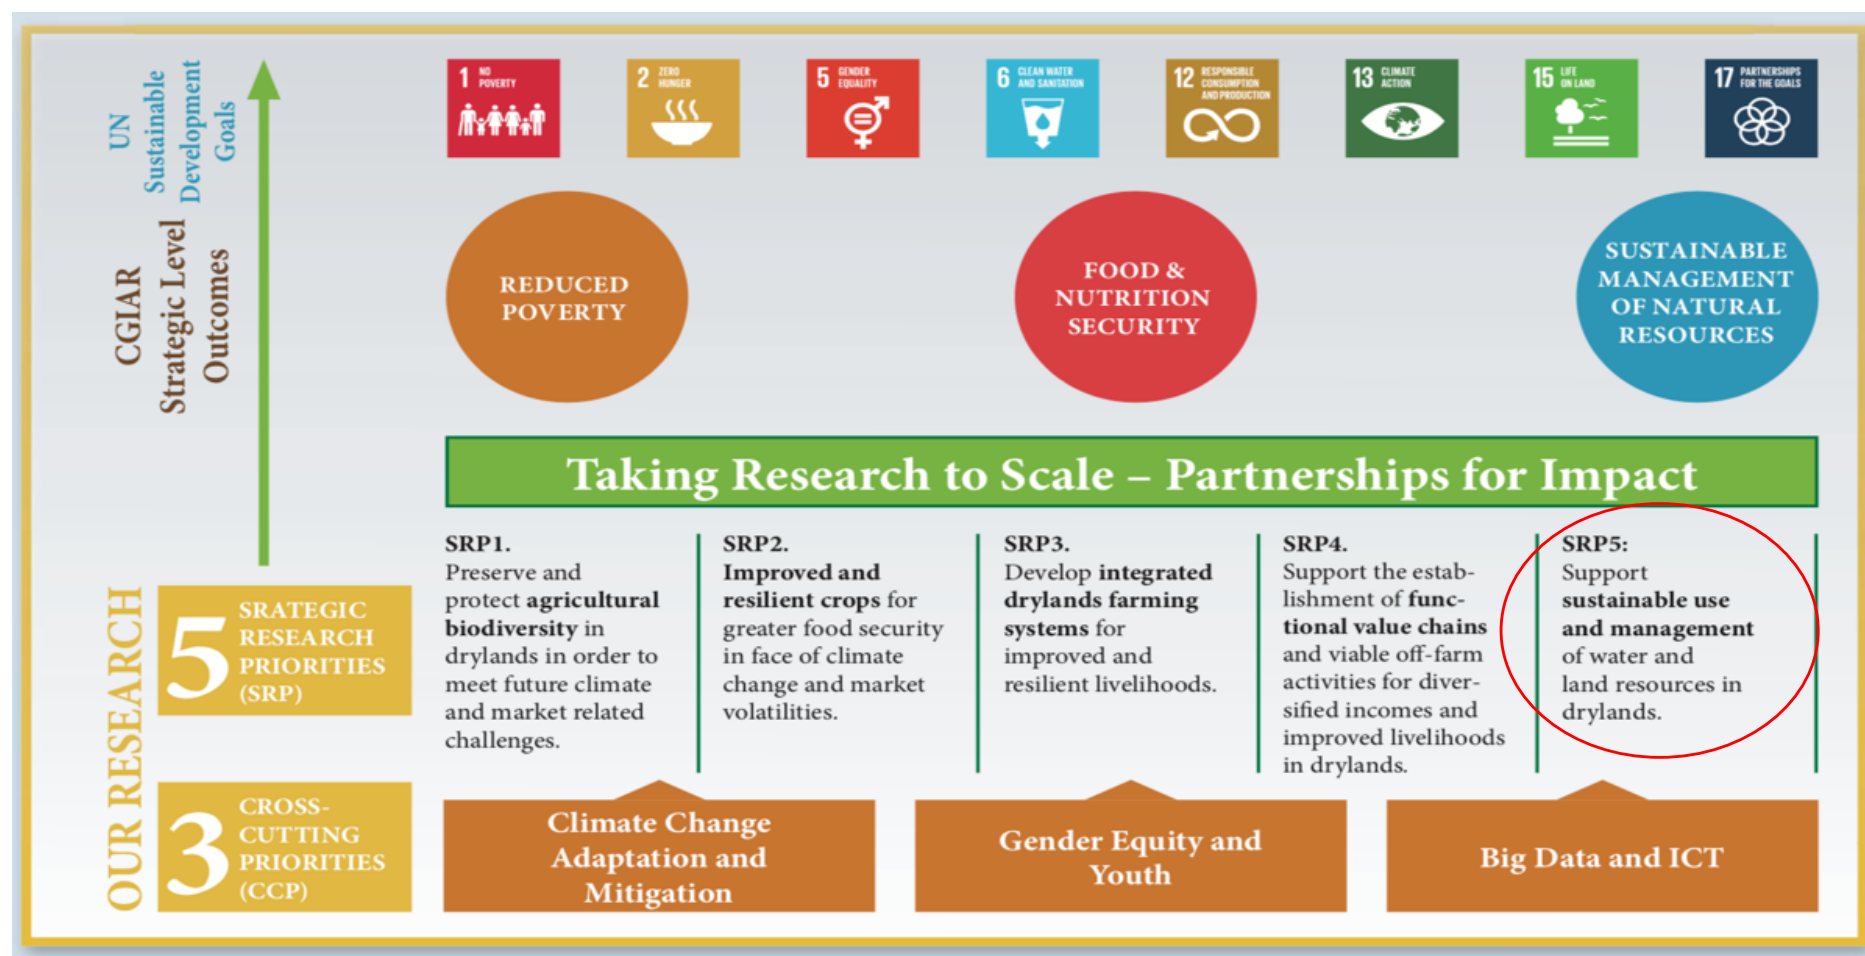 UN
Sustainable
Development
Goals
1 NO
POVERTY
2 ZERO
HUNGER
5 GENDER
EQUALITY
6 CLEAN WATER
AND SANITATION
12 RESPONSIBLE
CONSUMPTION
AND PRODUCTION
13 CLIMATE
ACTION
15 LIFE
ON LAND
17 PARTNERSHIPS
FOR THE GOALS
CGIAR
Strategic Level
Outcomes
REDUCED
POVERTY
FOOD &
NUTRITION
SECURITY
SUSTAINABLE
MANAGEMENT
OF NATURAL
RESOURCES
Taking Research to Scale – Partnerships for Impact
OUR RESEARCH
5 SRATEGIC
RESEARCH
PRIORITIES
(SRP)
SRP1.
Preserve and
protect agricultural
biodiversity in
drylands in order to
meet future climate
and market related
challenges.
SRP2.
Improved and
resilient crops for
greater food security
in face of climate
change and market
volatilities.
SRP3.
Develop integrated
drylands farming
systems for
improved and
resilient livelihoods.
SRP4.
Support the estab-
lishment of func-
tional value chains
and viable off-farm
activities for diver-
sified incomes and
improved livelihoods
in drylands.
SRP5:
Support
sustainable use
and management
of water and
land resources in
drylands.
3 CROSS-
CUTTING
PRIORITIES
(CCP)
Climate Change
Adaptation and
Mitigation
Gender Equity and
Youth
Big Data and ICT